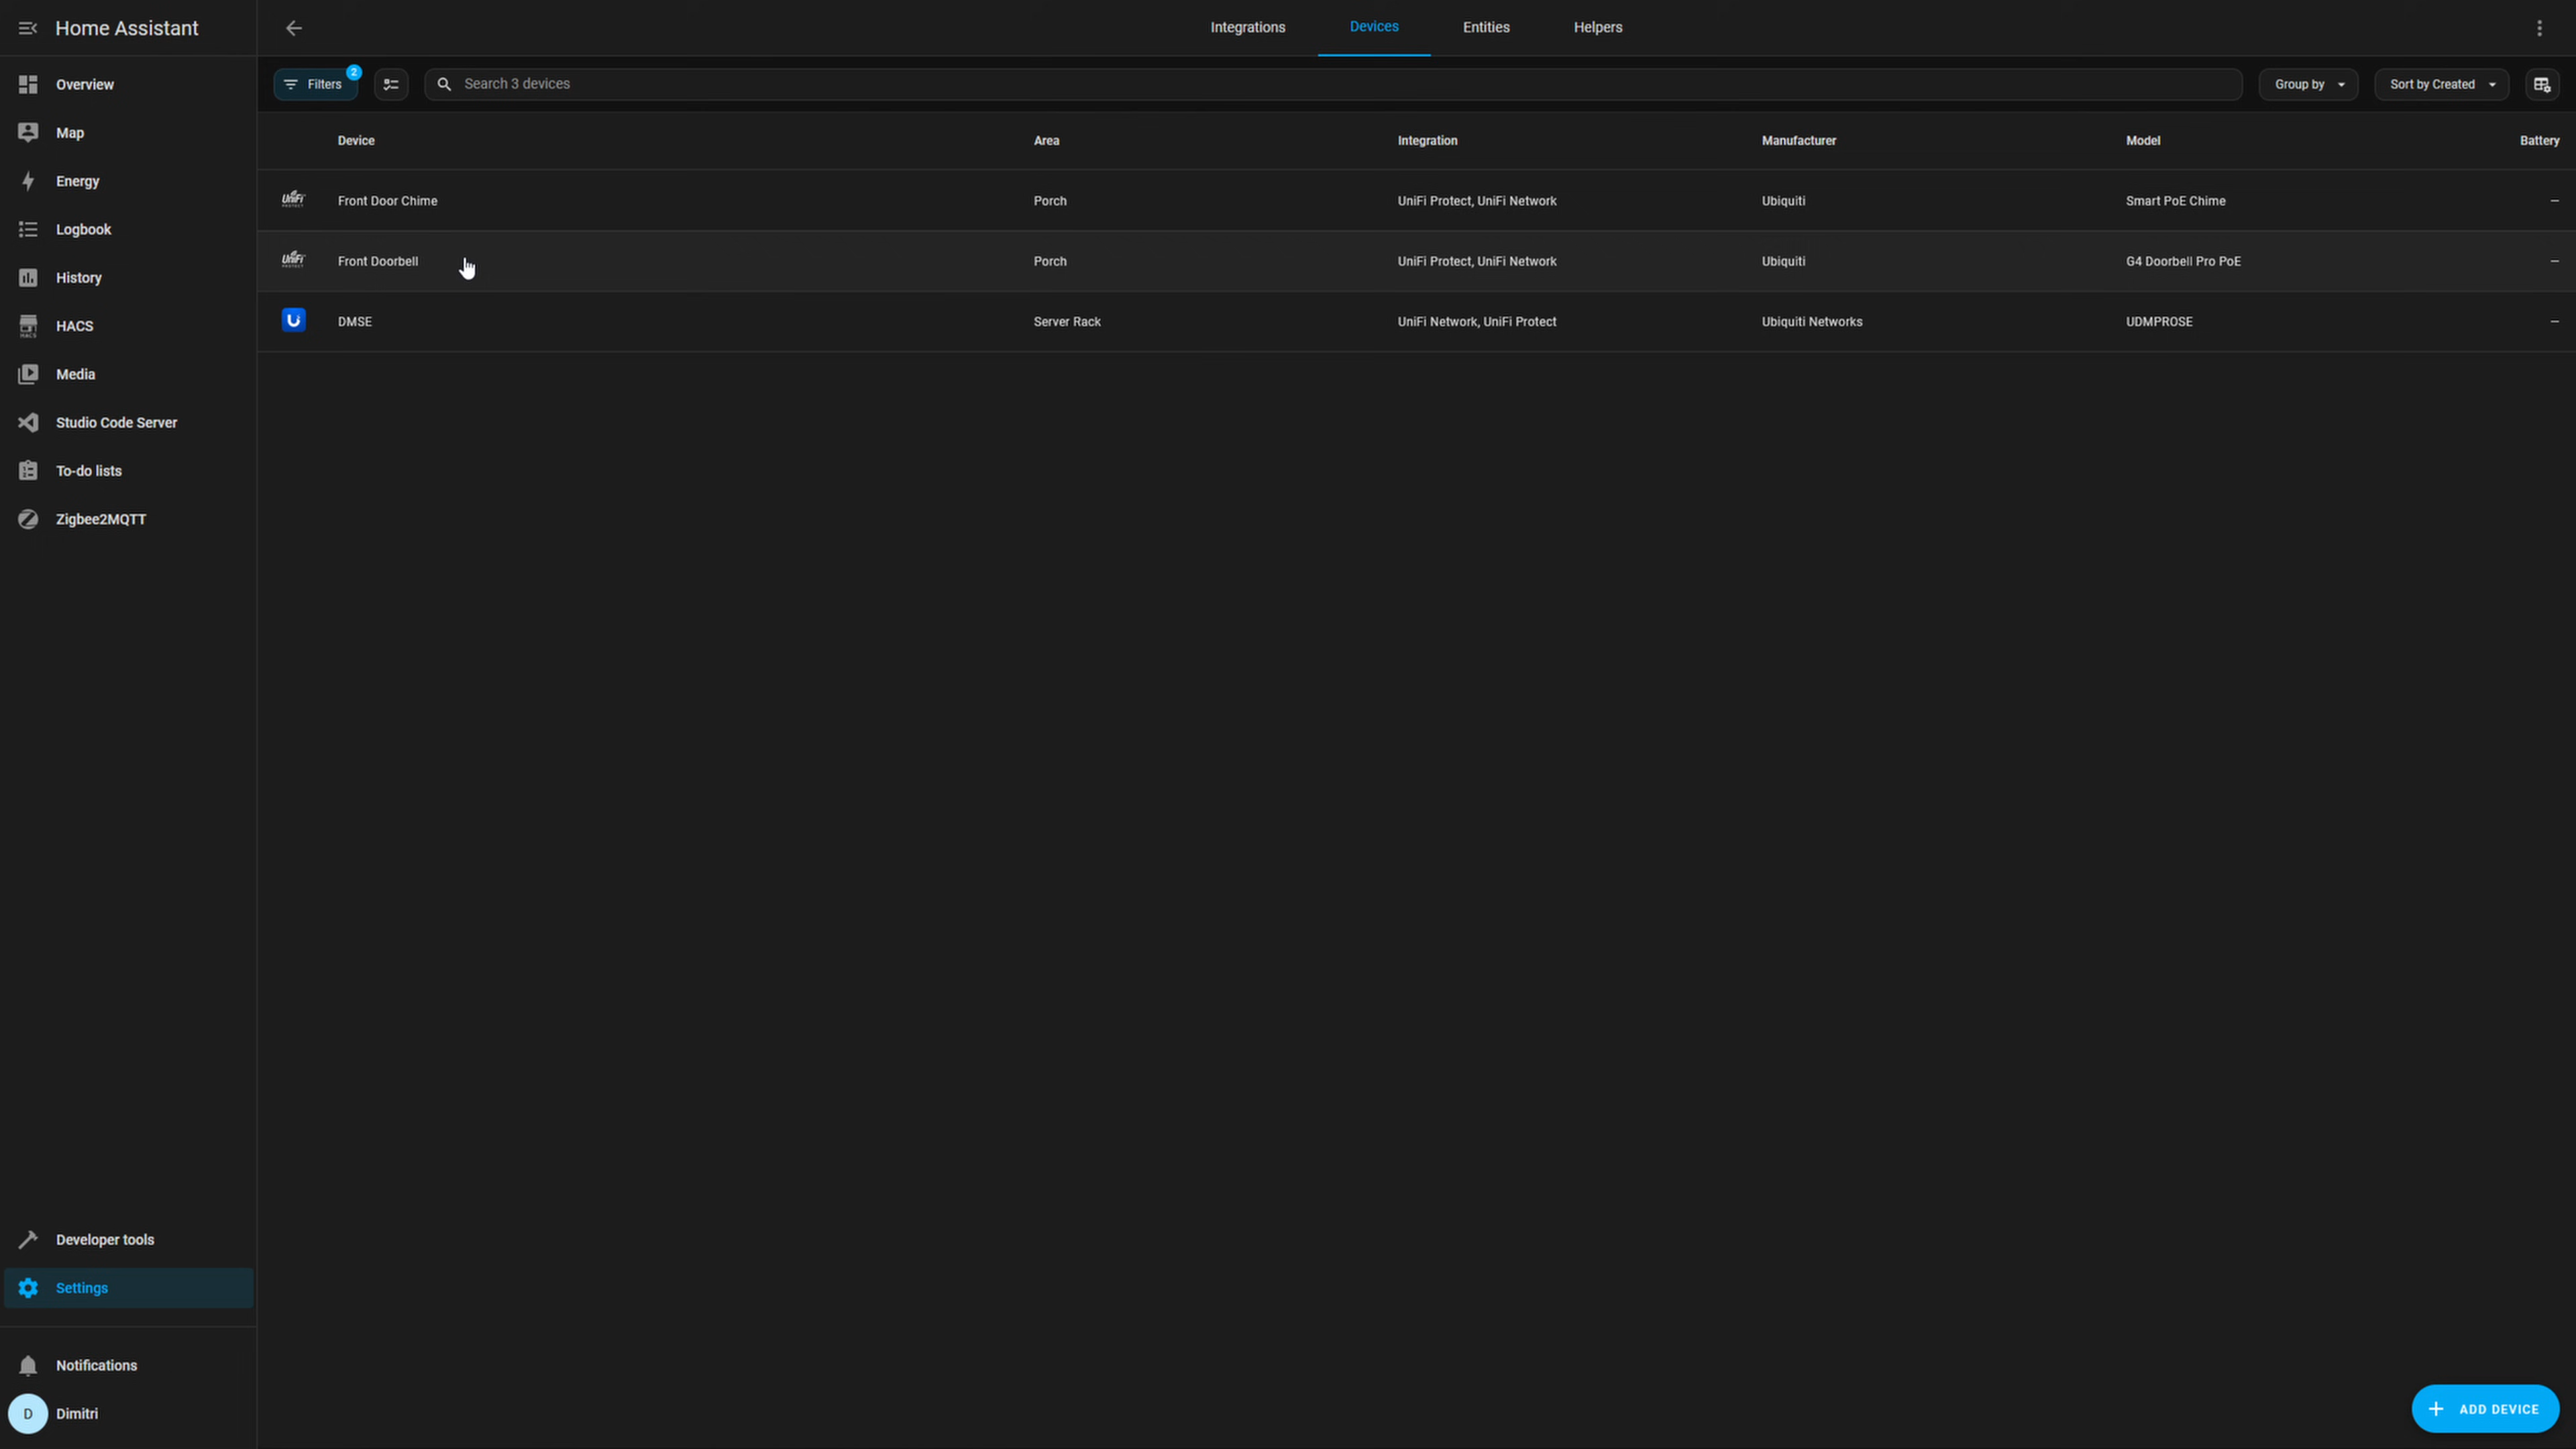 Home Assistant
Integrations Devices Entities Helpers
Overview
Map
Energy
Logbook
History
HACS
Media
Studio Code Server
To-do lists
Zigbee2MQTT
Developer tools
Settings
Notifications
D Dimitri
Filters 2 Search 3 devices Group by Sort by Created
Device Area Integration Manufacturer Model Battery
UniFi PROTECT Front Door Chime Porch UniFi Protect, UniFi Network Ubiquiti Smart PoE Chime –
UniFi PROTECT Front Doorbell Porch UniFi Protect, UniFi Network Ubiquiti G4 Doorbell Pro PoE –
U DMSE Server Rack UniFi Network, UniFi Protect Ubiquiti Networks UDMPROSE –
ADD DEVICE